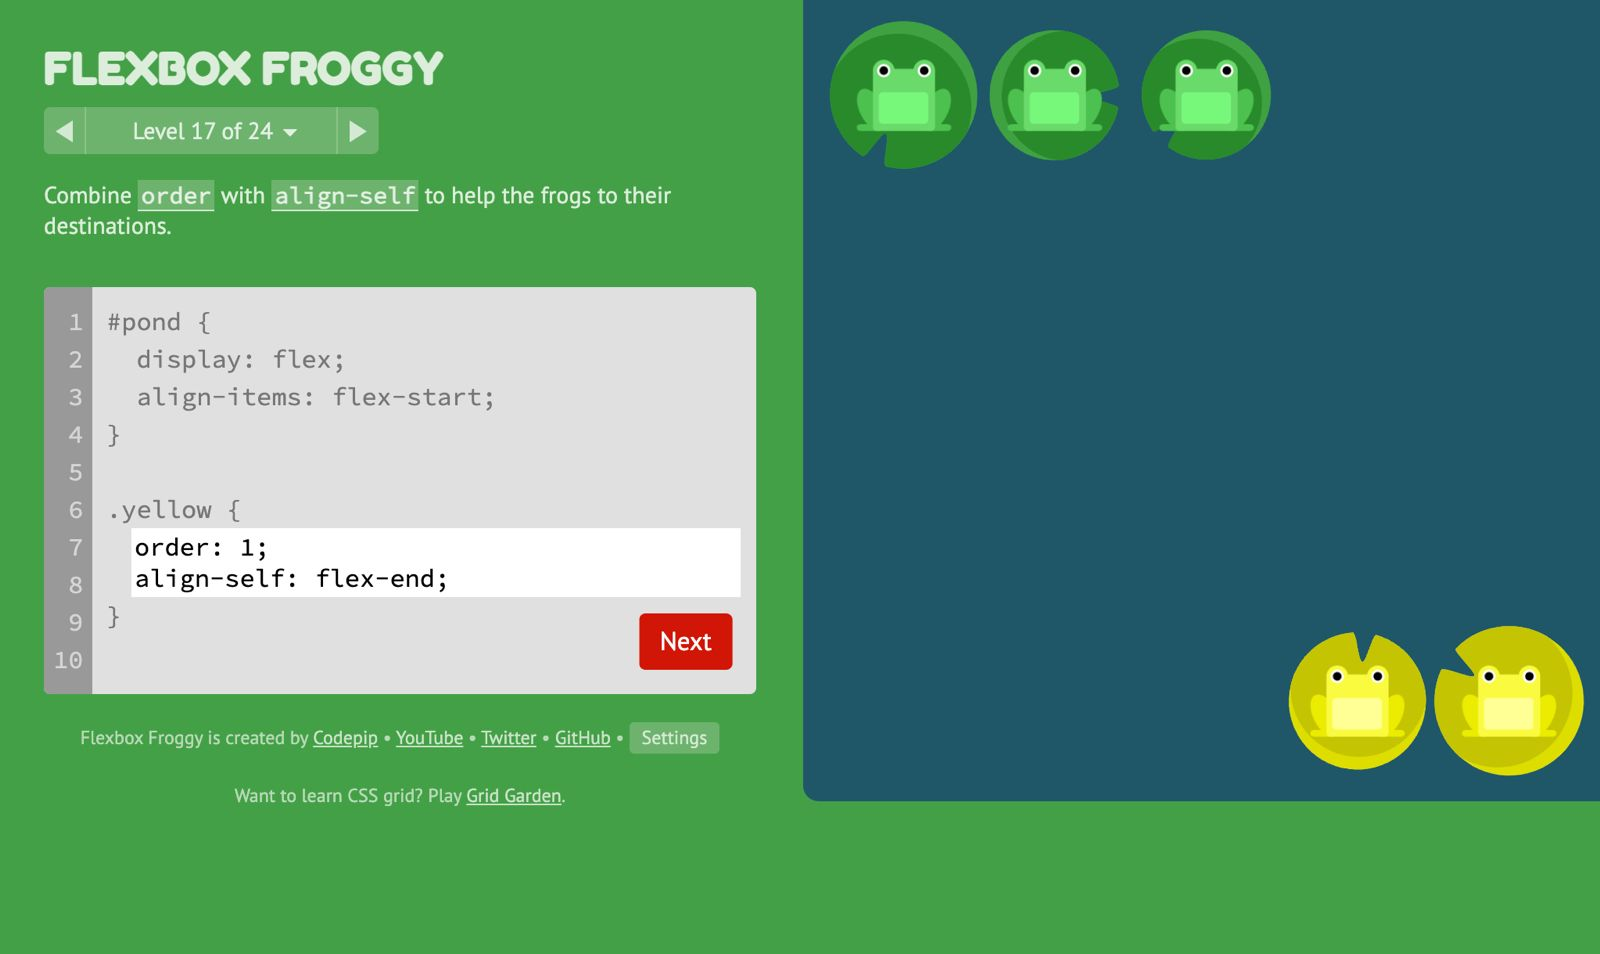 FLEXBOX FROGGY
Level 17 of 24
Combine order with align-self to help the frogs to their
destinations.
1 #pond {
2 display: flex;
3 align-items: flex-start;
4 }
5
6 .yellow {
7 order: 1;
8 align-self: flex-end;
9 }
10
Next
Flexbox Froggy is created by Codepip • YouTube • Twitter • GitHub • Settings
Want to learn CSS grid? Play Grid Garden.